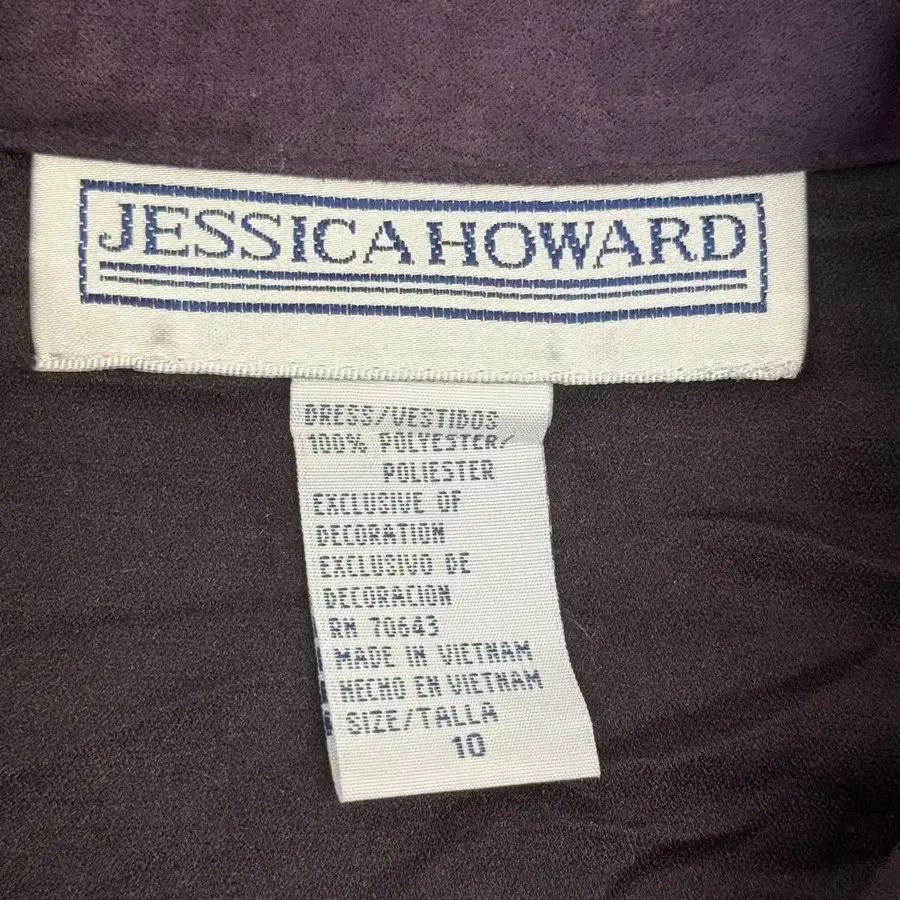 JESSICA HOWARD
DRESS/VESTIDOS
100% POLYESTER/
POLIESTER
EXCLUSIVE OF
DECORATION
EXCLUSIVO DE
DECORACION
RN 70643
MADE IN VIETNAM
HECHO EN VIETNAM
SIZE/TALLA
10